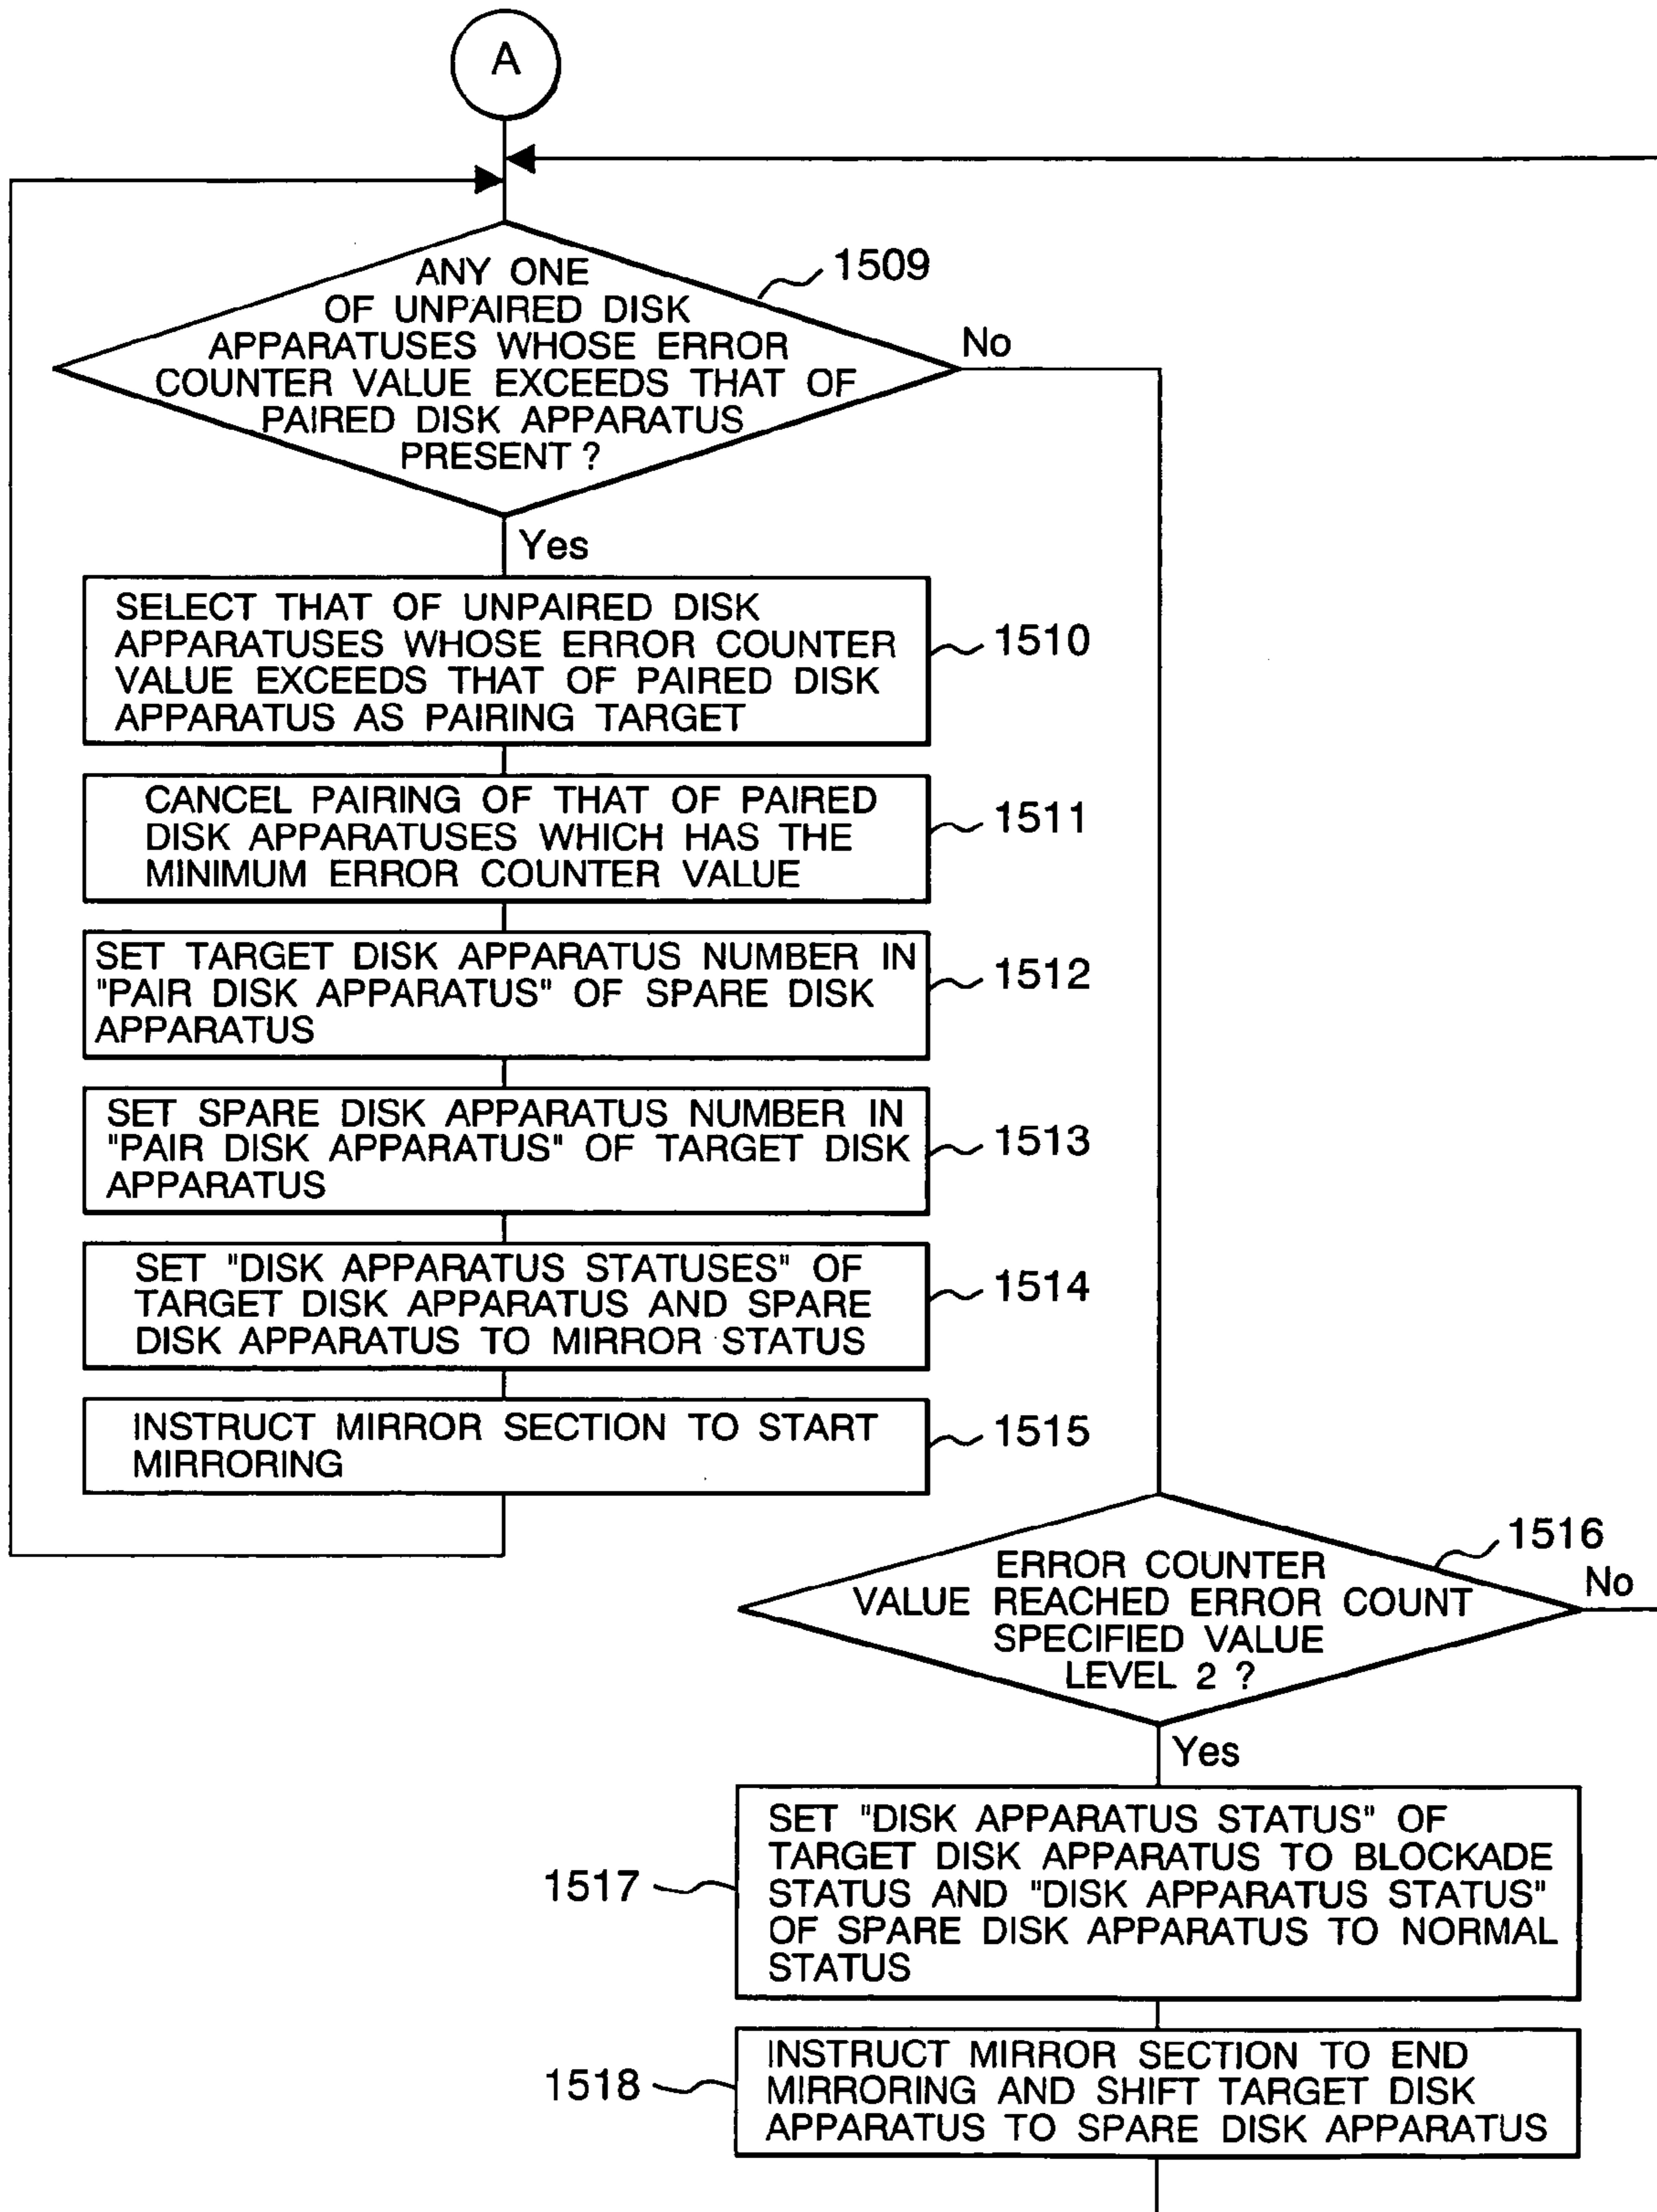 A
1509
ANY ONE
OF UNPAIRED DISK
APPARATUSES WHOSE ERROR
COUNTER VALUE EXCEEDS THAT OF
PAIRED DISK APPARATUS
PRESENT ?
No
Yes
SELECT THAT OF UNPAIRED DISK
APPARATUSES WHOSE ERROR COUNTER
VALUE EXCEEDS THAT OF PAIRED DISK
APPARATUS AS PAIRING TARGET
1510
CANCEL PAIRING OF THAT OF PAIRED
DISK APPARATUSES WHICH HAS THE
MINIMUM ERROR COUNTER VALUE
1511
SET TARGET DISK APPARATUS NUMBER IN
"PAIR DISK APPARATUS" OF SPARE DISK
APPARATUS
1512
SET SPARE DISK APPARATUS NUMBER IN
"PAIR DISK APPARATUS" OF TARGET DISK
APPARATUS
1513
SET "DISK APPARATUS STATUSES" OF
TARGET DISK APPARATUS AND SPARE
DISK APPARATUS TO MIRROR STATUS
1514
INSTRUCT MIRROR SECTION TO START
MIRRORING
1515
1516
ERROR COUNTER
VALUE REACHED ERROR COUNT
SPECIFIED VALUE
LEVEL 2 ?
No
Yes
SET "DISK APPARATUS STATUS" OF
TARGET DISK APPARATUS TO BLOCKADE
STATUS AND "DISK APPARATUS STATUS"
OF SPARE DISK APPARATUS TO NORMAL
STATUS
1517
INSTRUCT MIRROR SECTION TO END
MIRRORING AND SHIFT TARGET DISK
APPARATUS TO SPARE DISK APPARATUS
1518